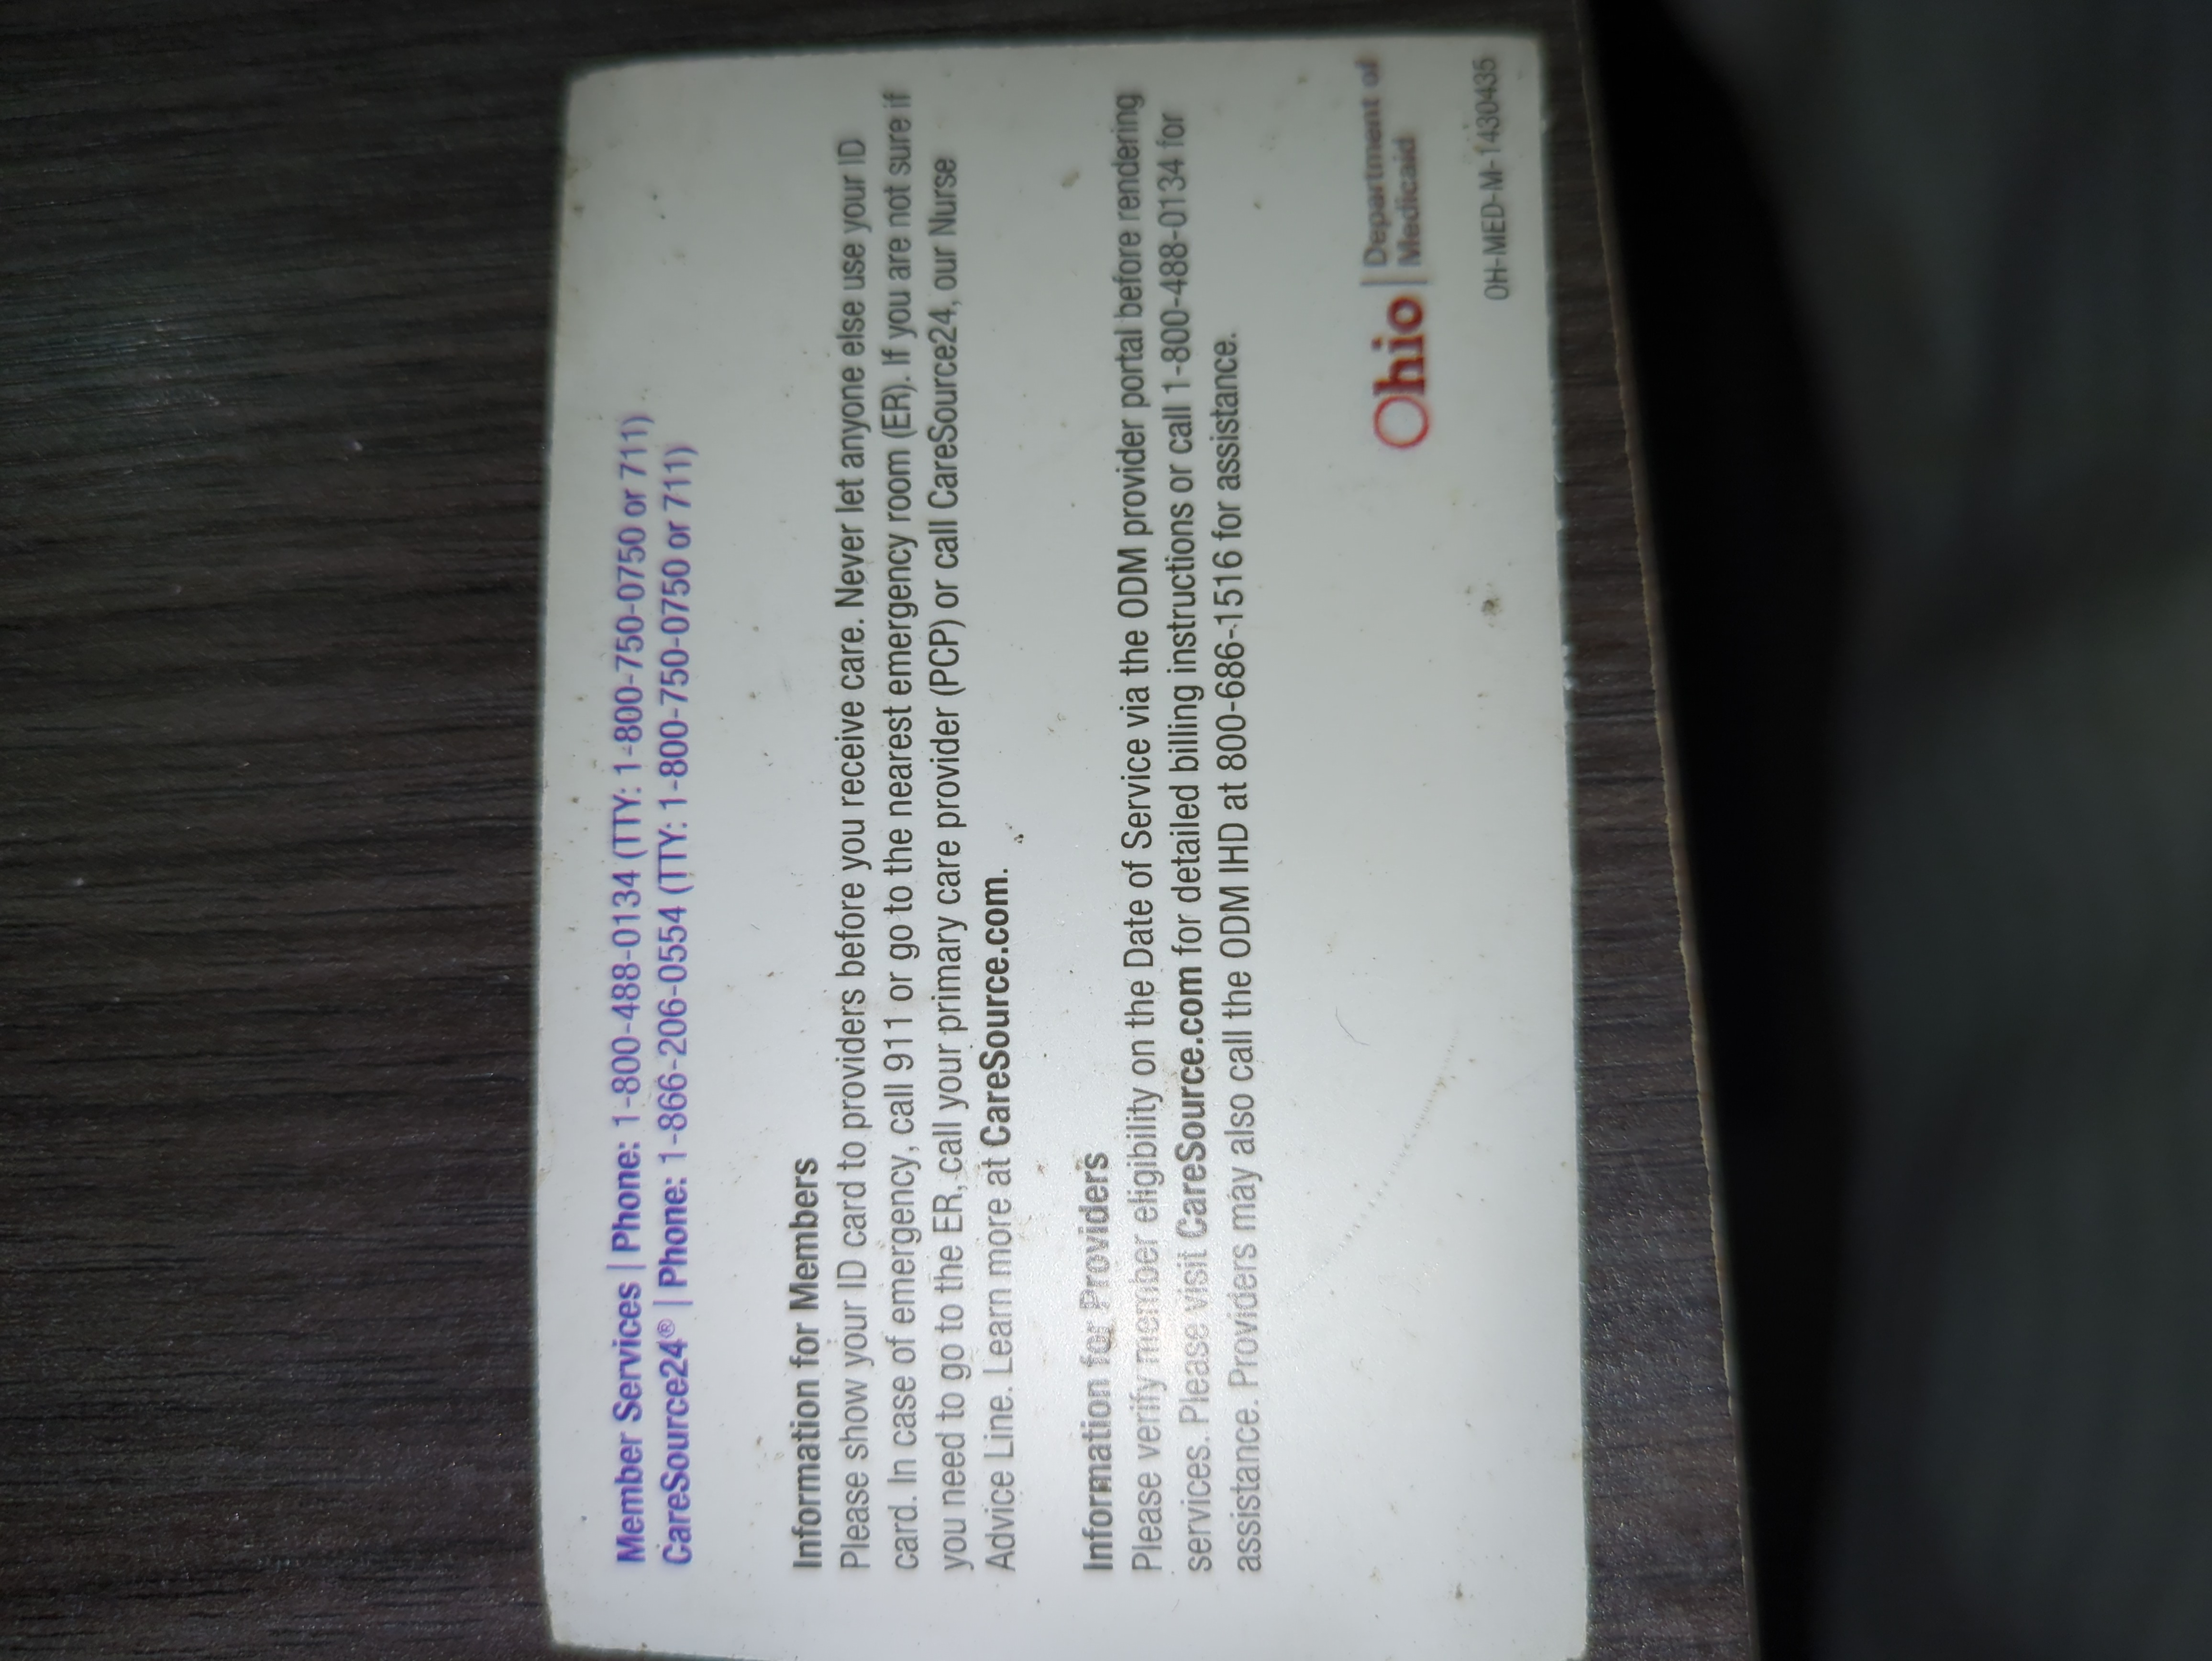 Member Services | Phone: 1-800-488-0134 (TTY: 1-800-750-0750 or 711)
CareSource24® | Phone: 1-866-206-0554 (TTY: 1-800-750-0750 or 711)
Information for Members
Please show your ID card to providers before you receive care. Never let anyone else use your ID
card. In case of emergency, call 911 or go to the nearest emergency room (ER). If you are not sure if
you need to go to the ER, call your primary care provider (PCP) or call CareSource24, our Nurse
Advice Line. Learn more at CareSource.com.
Information for Providers
Please verify member eligibility on the Date of Service via the ODM provider portal before rendering
services. Please visit CareSource.com for detailed billing instructions or call 1-800-488-0134 for
assistance. Providers may also call the ODM IHD at 800-686-1516 for assistance.
Ohio | Department of
Medicaid
OH-MED-M-1430435